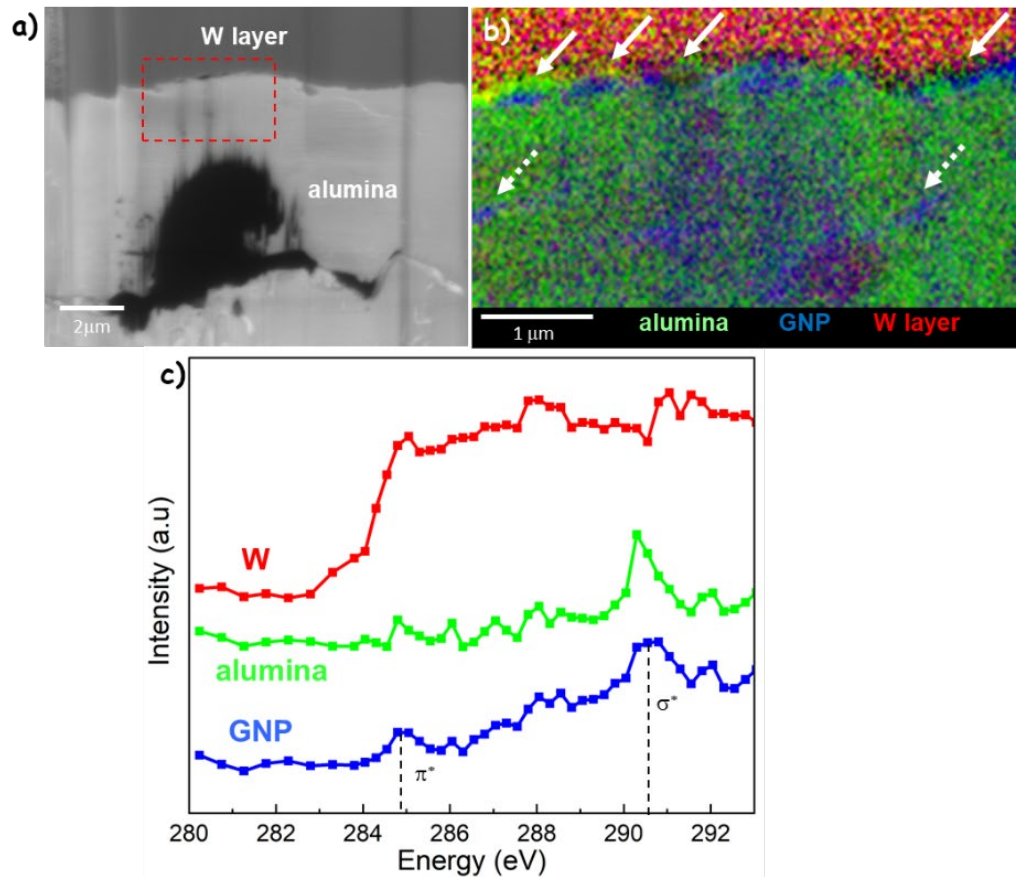 a)
W layer
alumina
2μm
b)
1 μm
alumina GNP W layer
c)
Intensity (a.u)
W
alumina
GNP
π*
σ*
280 282 284 286 288 290 292
Energy (eV)